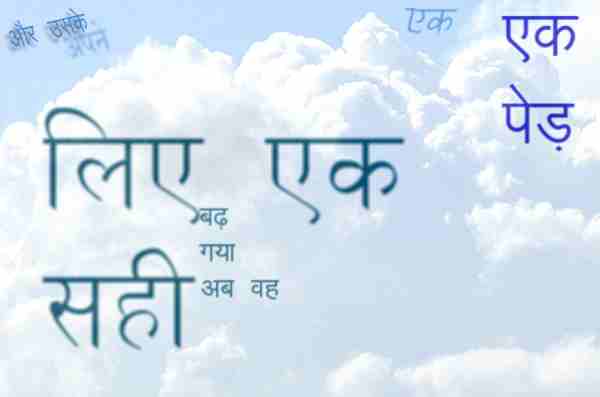 और उसके
अपने
एक
एक
पेड़
लिए एक
सही
बढ़
गया
अब वह